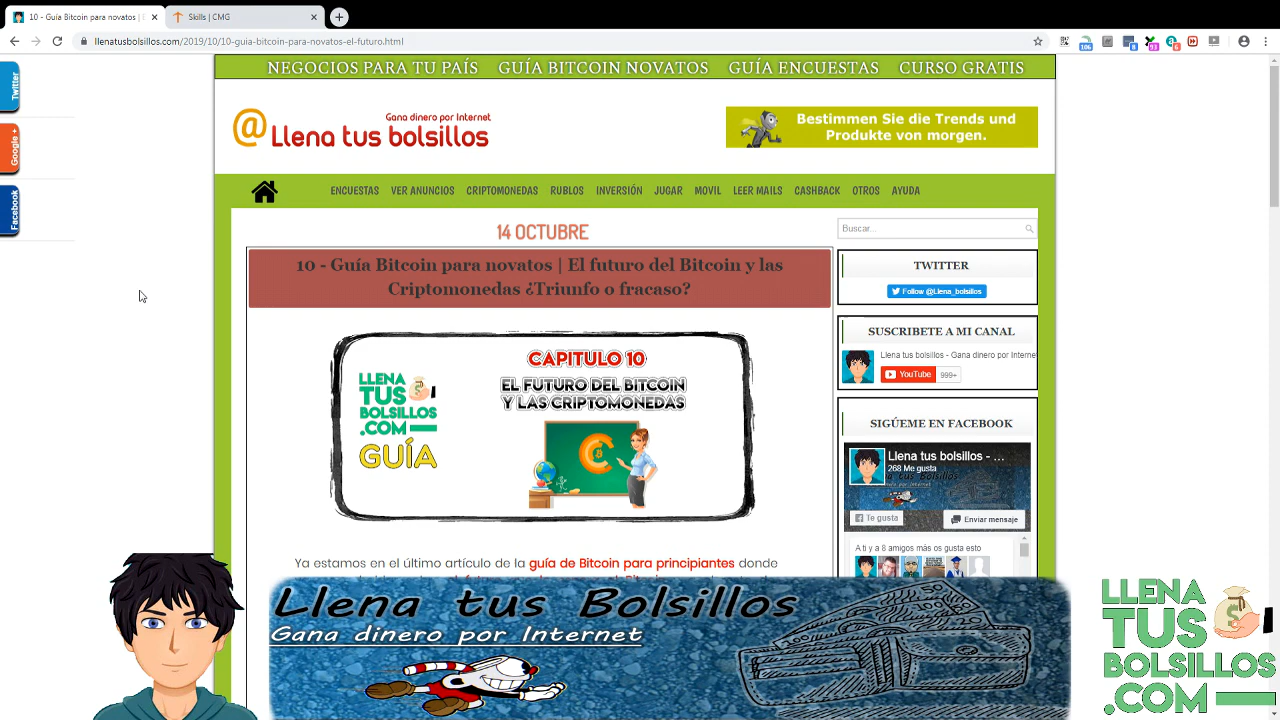 10 - Guía Bitcoin para novatos |
Skills | CMG
llenatusbolsillos.com/2019/10/10-guia-bitcoin-para-novatos-el-futuro.html
106
8
93
6
Twitter
Google +
Facebook
NEGOCIOS PARA TU PAÍS GUÍA BITCOIN NOVATOS GUÍA ENCUESTAS CURSO GRATIS
Gana dinero por Internet
@Llena tus bolsillos
Bestimmen Sie die Trends und
Produkte von morgen.
ENCUESTAS VER ANUNCIOS CRIPTOMONEDAS RUBLOS INVERSIÓN JUGAR MOVIL LEER MAILS CASHBACK OTROS AYUDA
14 OCTUBRE
10 - Guía Bitcoin para novatos | El futuro del Bitcoin y las
Criptomonedas ¿Triunfo o fracaso?
CAPITULO 10
EL FUTURO DEL BITCOIN
Y LAS CRIPTOMONEDAS
LLENA
TUS
BOLSILLOS
.COM
GUÍA
Ya estamos en el último artículo de la guía de Bitcoin para principiantes donde
Buscar...
TWITTER
Follow @Llena_bolsillos
SUSCRIBETE A MI CANAL
Llena tus bolsillos - Gana dinero por Interne
YouTube 999+
SIGÚEME EN FACEBOOK
Llena tus bolsillos - ...
268 Me gusta
Te gusta
Enviar mensaje
A ti y a 8 amigos más os gusta esto
Llena tus Bolsillos
Gana dinero por Internet
LLENA
TUS
BOLSILLOS
.COM